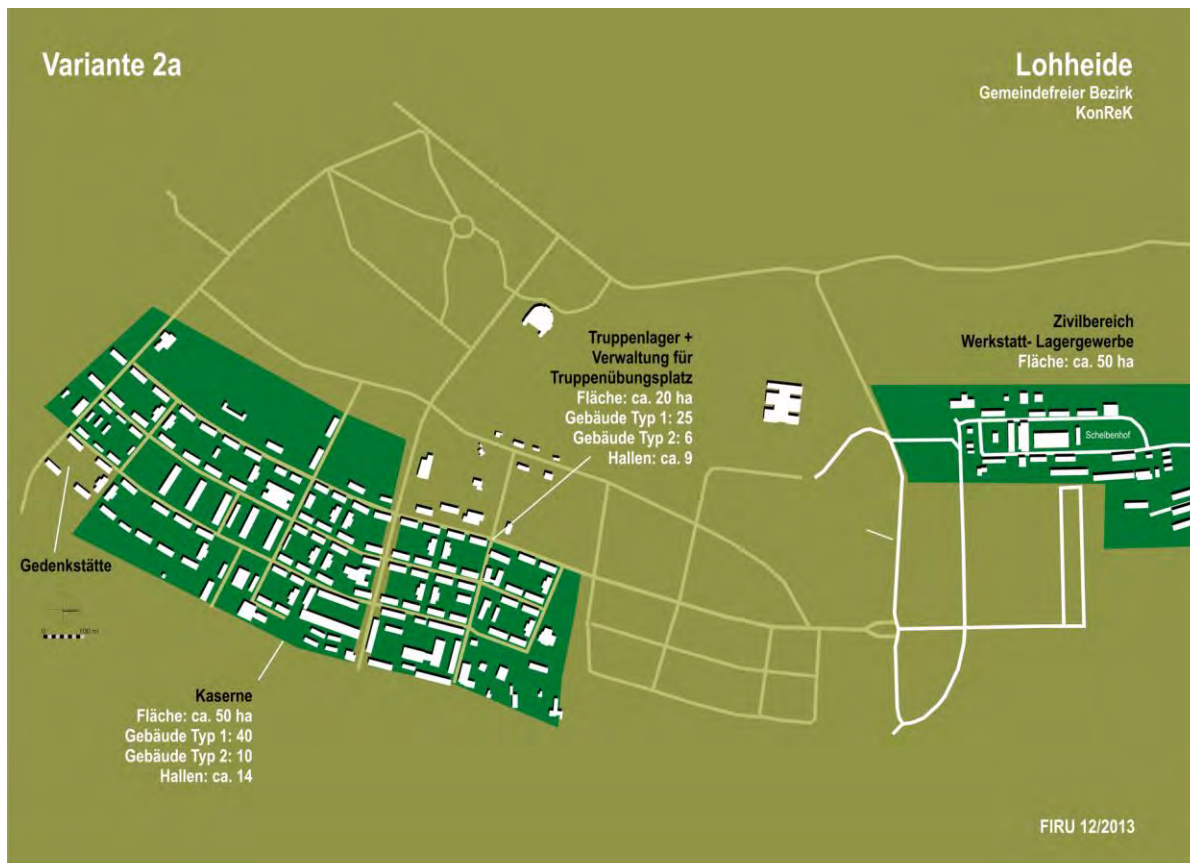 Variante 2a
Lohheide
Gemeindefreier Bezirk
KonReK
Truppenlager +
Verwaltung für
Truppenübungsplatz
Fläche: ca. 20 ha
Gebäude Typ 1: 25
Gebäude Typ 2: 6
Hallen: ca. 9
Zivilbereich
Werkstatt- Lagergewerbe
Fläche: ca. 50 ha
Scheibenhof
Gedenkstätte
0 100 m
Kaserne
Fläche: ca. 50 ha
Gebäude Typ 1: 40
Gebäude Typ 2: 10
Hallen: ca. 14
FIRU 12/2013